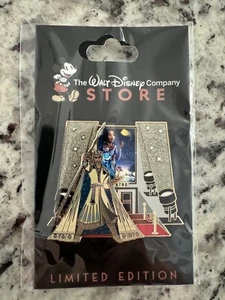 The WALT DISNEY Company
STORE
LIMITED EDITION